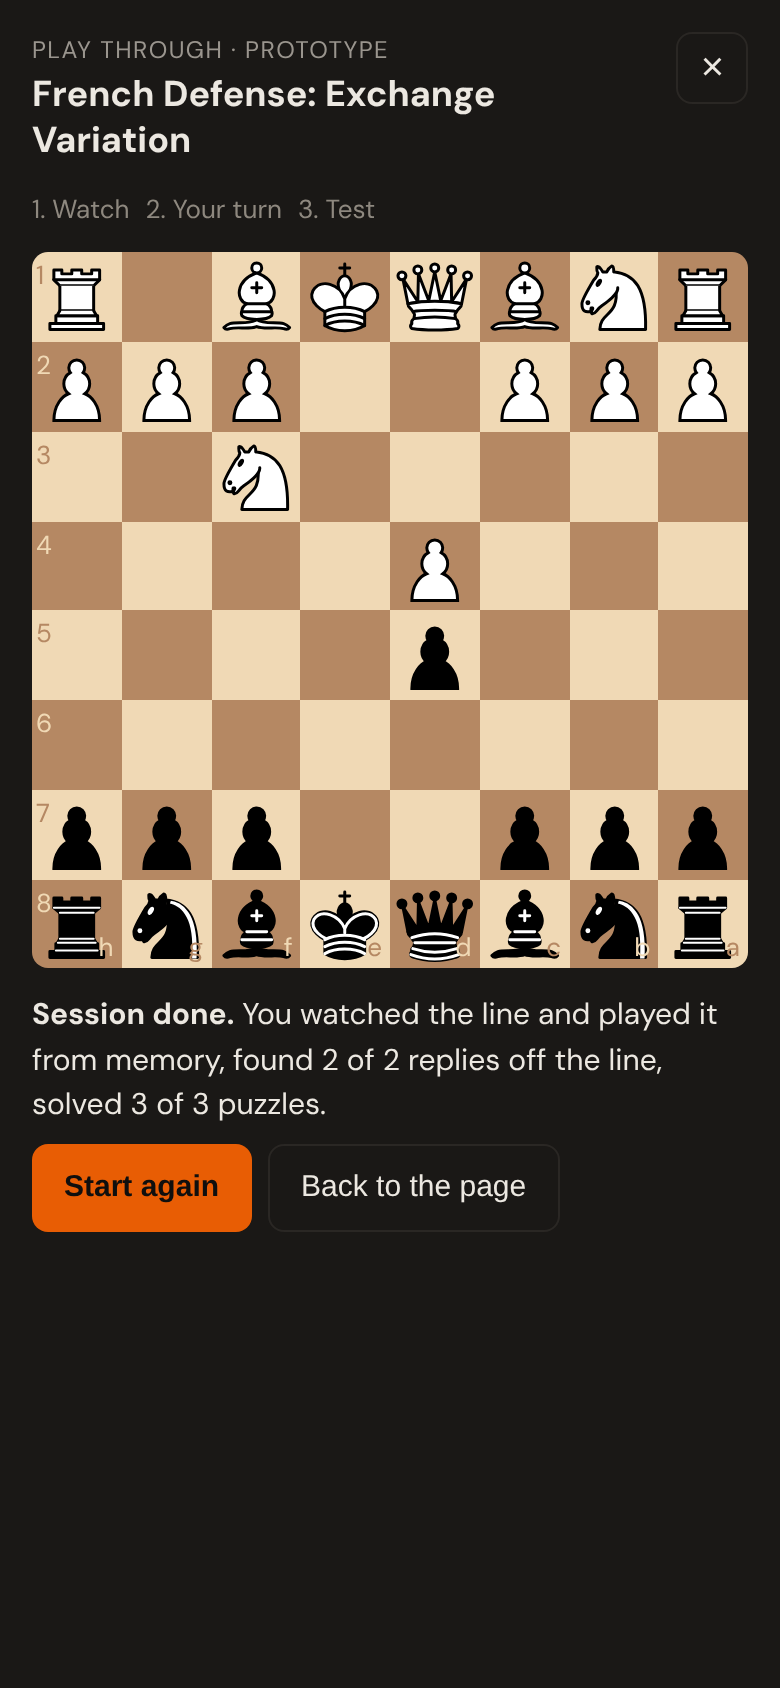 PLAY THROUGH · PROTOTYPE
French Defense: Exchange
Variation
×
1. Watch 2. Your turn 3. Test
1
2
3
4
5
6
7
8
h g f e d c b a
Session done. You watched the line and played it
from memory, found 2 of 2 replies off the line,
solved 3 of 3 puzzles.
Start again
Back to the page